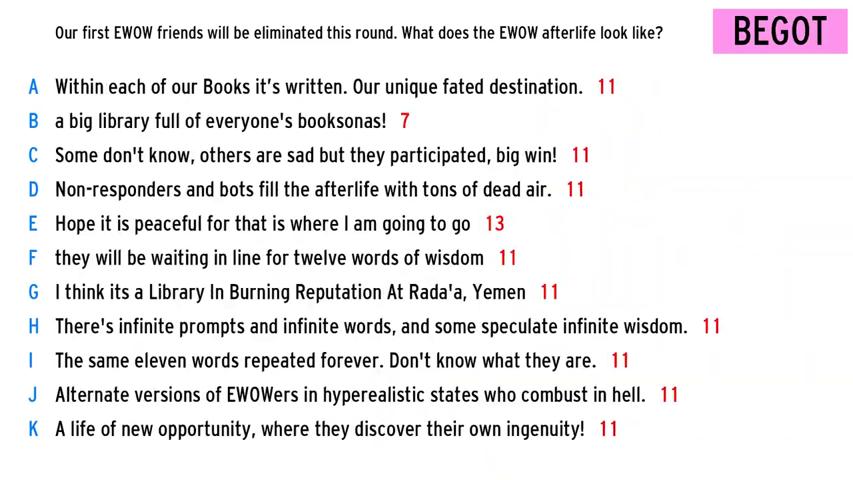 Our first EWOW friends will be eliminated this round. What does the EWOW afterlife look like?
BEGOT
A Within each of our Books it's written. Our unique fated destination. 11
B a big library full of everyone's booksonas! 7
C Some don't know, others are sad but they participated, big win! 11
D Non-responders and bots fill the afterlife with tons of dead air. 11
E Hope it is peaceful for that is where I am going to go 13
F they will be waiting in line for twelve words of wisdom 11
G I think its a Library In Burning Reputation At Rada'a, Yemen 11
H There's infinite prompts and infinite words, and some speculate infinite wisdom. 11
I The same eleven words repeated forever. Don't know what they are. 11
J Alternate versions of EWOWers in hyperealistic states who combust in hell. 11
K A life of new opportunity, where they discover their own ingenuity! 11